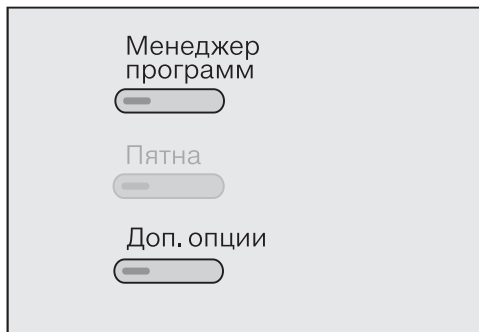 Менеджер
программ
Пятна
Доп. опции